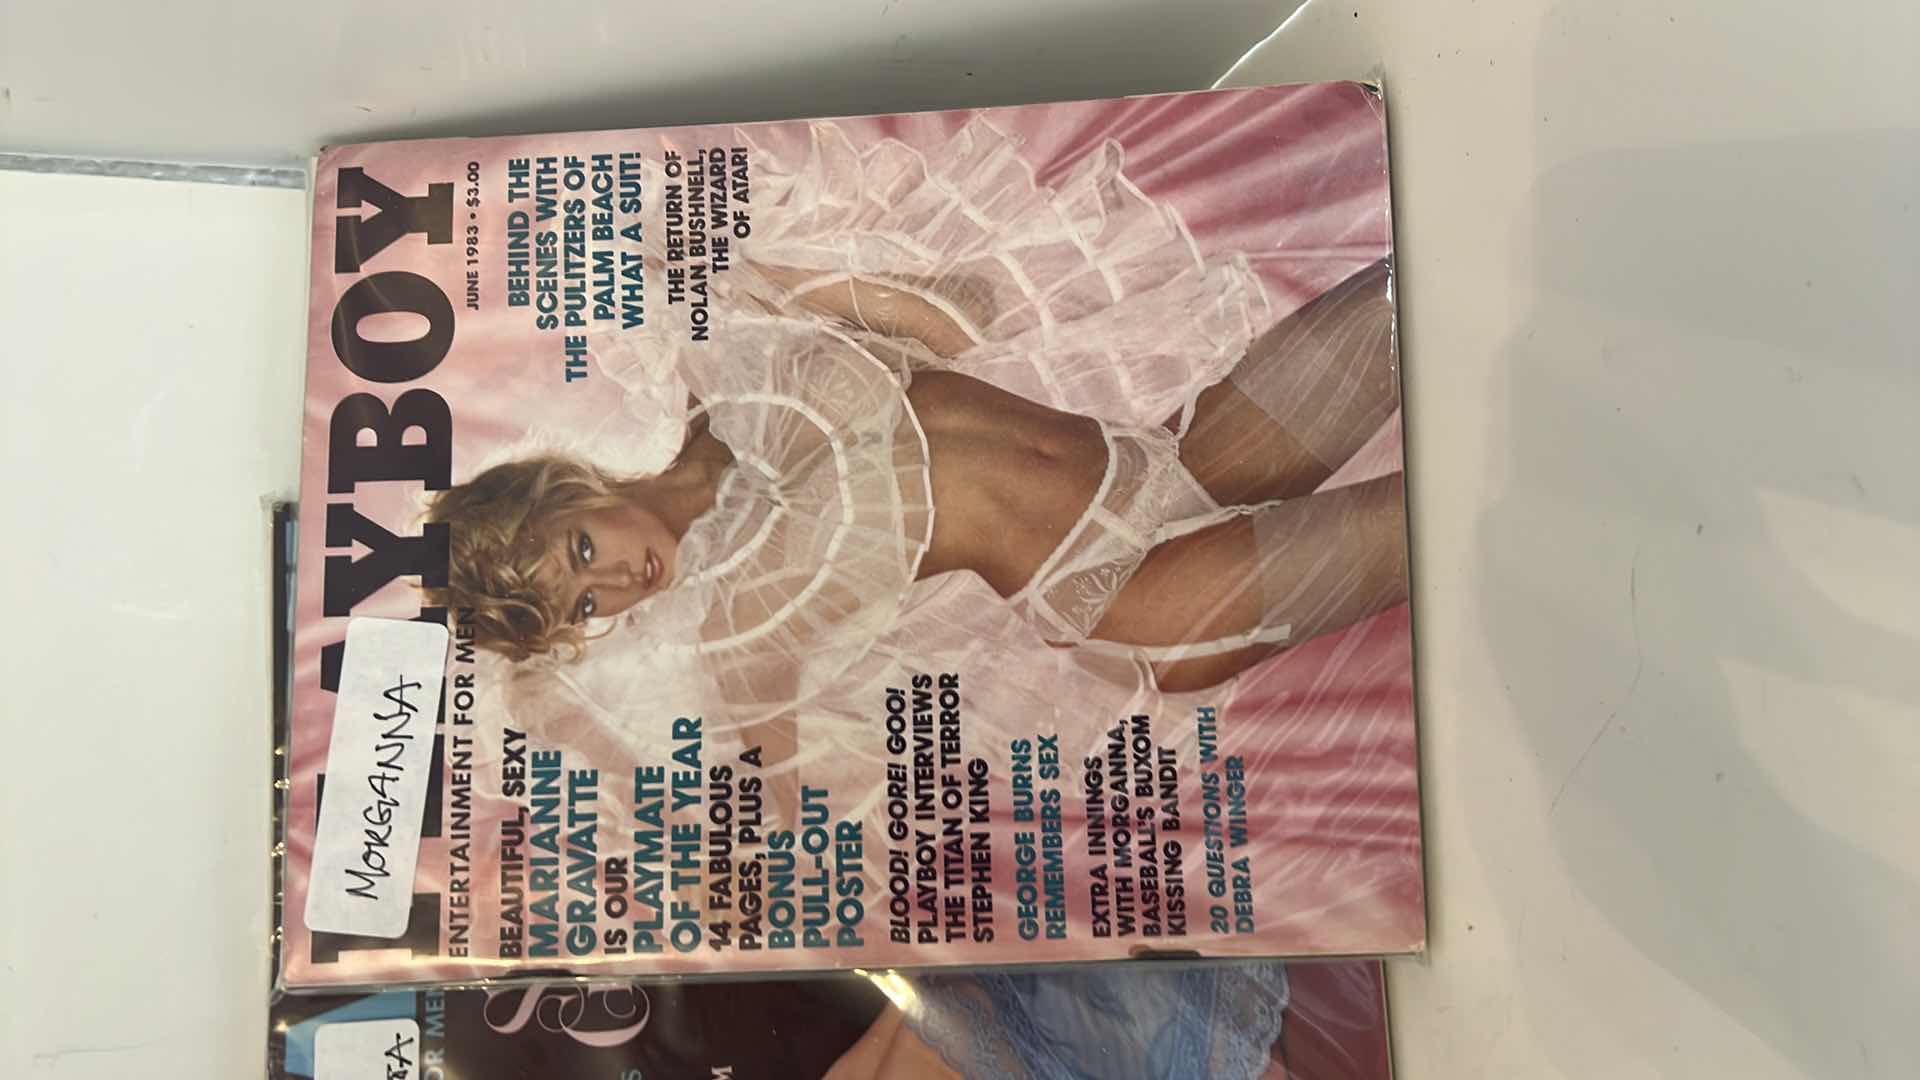 PLAYBOY
MORGANNA
ENTERTAINMENT FOR MEN
JUNE 1983 • $3.00
BEAUTIFUL, SEXY
MARIANNE
GRAVATTE
IS OUR
PLAYMATE
OF THE YEAR
14 FABULOUS
PAGES, PLUS A
BONUS
PULL-OUT
POSTER
BLOOD! GORE! GOO!
PLAYBOY INTERVIEWS
THE TITAN OF TERROR
STEPHEN KING
GEORGE BURNS
REMEMBERS SEX
EXTRA INNINGS
WITH MORGANNA,
BASEBALL'S BUXOM
KISSING BANDIT
20 QUESTIONS WITH
DEBRA WINGER
BEHIND THE
SCENES WITH
THE PULITZERS OF
PALM BEACH
WHAT A SUIT!
THE RETURN OF
NOLAN BUSHNELL,
THE WIZARD
OF ATARI